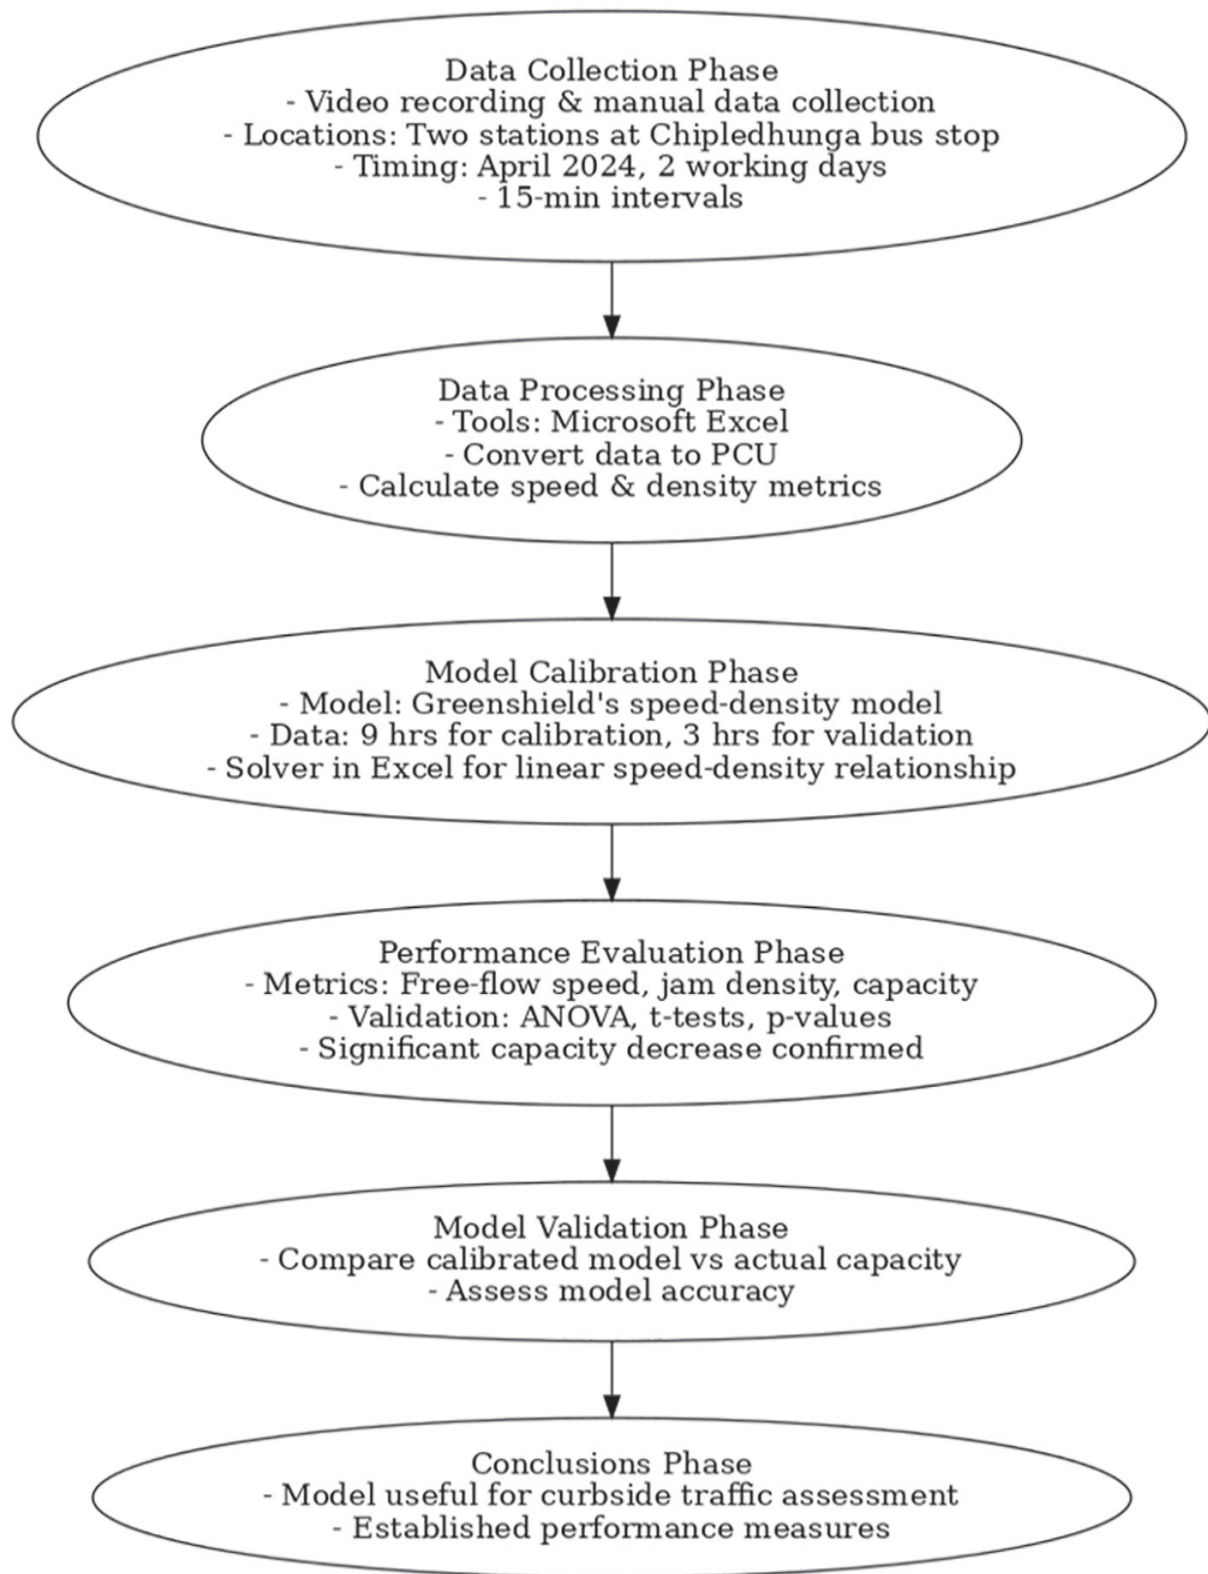 Data Collection Phase
- Video recording & manual data collection
- Locations: Two stations at Chipledhunga bus stop
- Timing: April 2024, 2 working days
- 15-min intervals
Data Processing Phase
- Tools: Microsoft Excel
- Convert data to PCU
- Calculate speed & density metrics
Model Calibration Phase
- Model: Greenshield's speed-density model
- Data: 9 hrs for calibration, 3 hrs for validation
- Solver in Excel for linear speed-density relationship
Performance Evaluation Phase
- Metrics: Free-flow speed, jam density, capacity
- Validation: ANOVA, t-tests, p-values
- Significant capacity decrease confirmed
Model Validation Phase
- Compare calibrated model vs actual capacity
- Assess model accuracy
Conclusions Phase
- Model useful for curbside traffic assessment
- Established performance measures